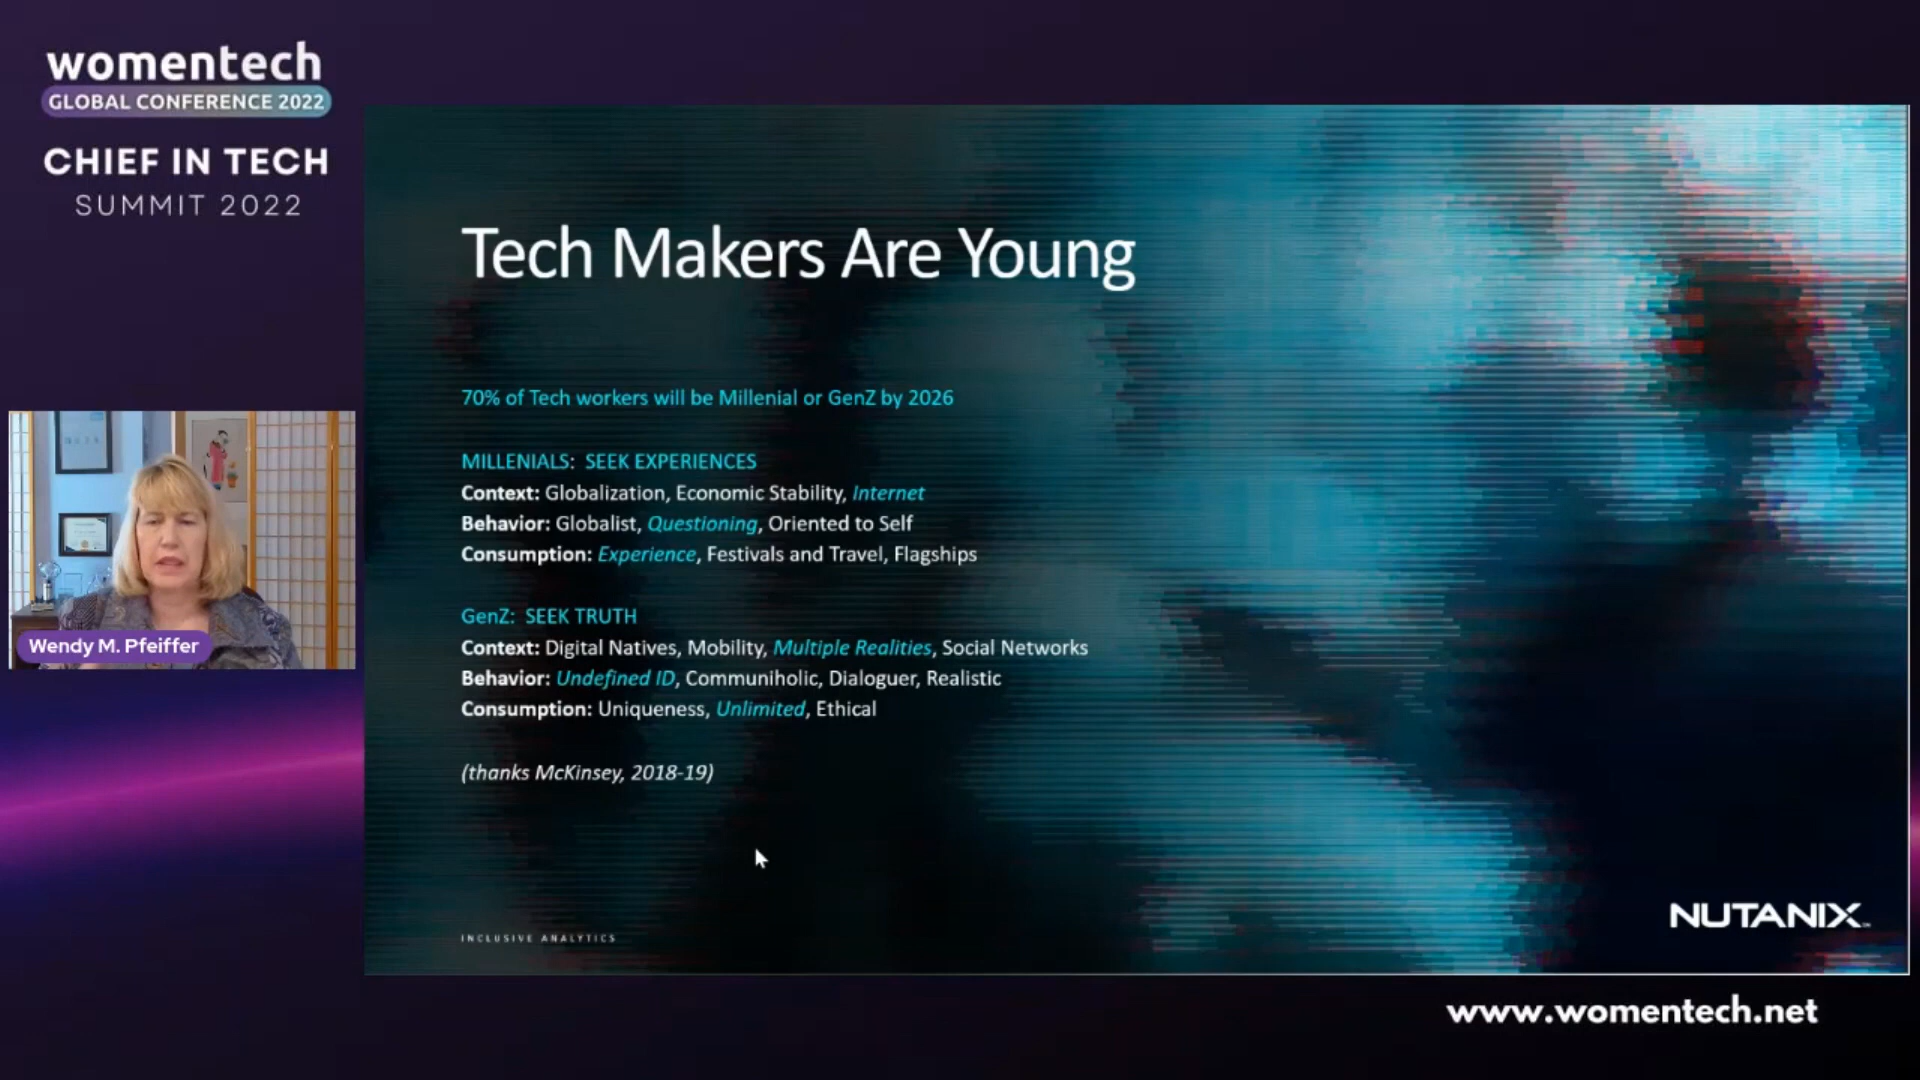 womentech
GLOBAL CONFERENCE 2022
CHIEF IN TECH
SUMMIT 2022
Wendy M. Pfeiffer
Tech Makers Are Young
70% of Tech workers will be Millenial or GenZ by 2026
MILLENIALS: SEEK EXPERIENCES
Context: Globalization, Economic Stability, Internet
Behavior: Globalist, Questioning, Oriented to Self
Consumption: Experience, Festivals and Travel, Flagships
GenZ: SEEK TRUTH
Context: Digital Natives, Mobility, Multiple Realities, Social Networks
Behavior: Undefined ID, Communiholic, Dialoguer, Realistic
Consumption: Uniqueness, Unlimited, Ethical
(thanks McKinsey, 2018-19)
INCLUSIVE ANALYTICS
NUTANIX
www.womentech.net